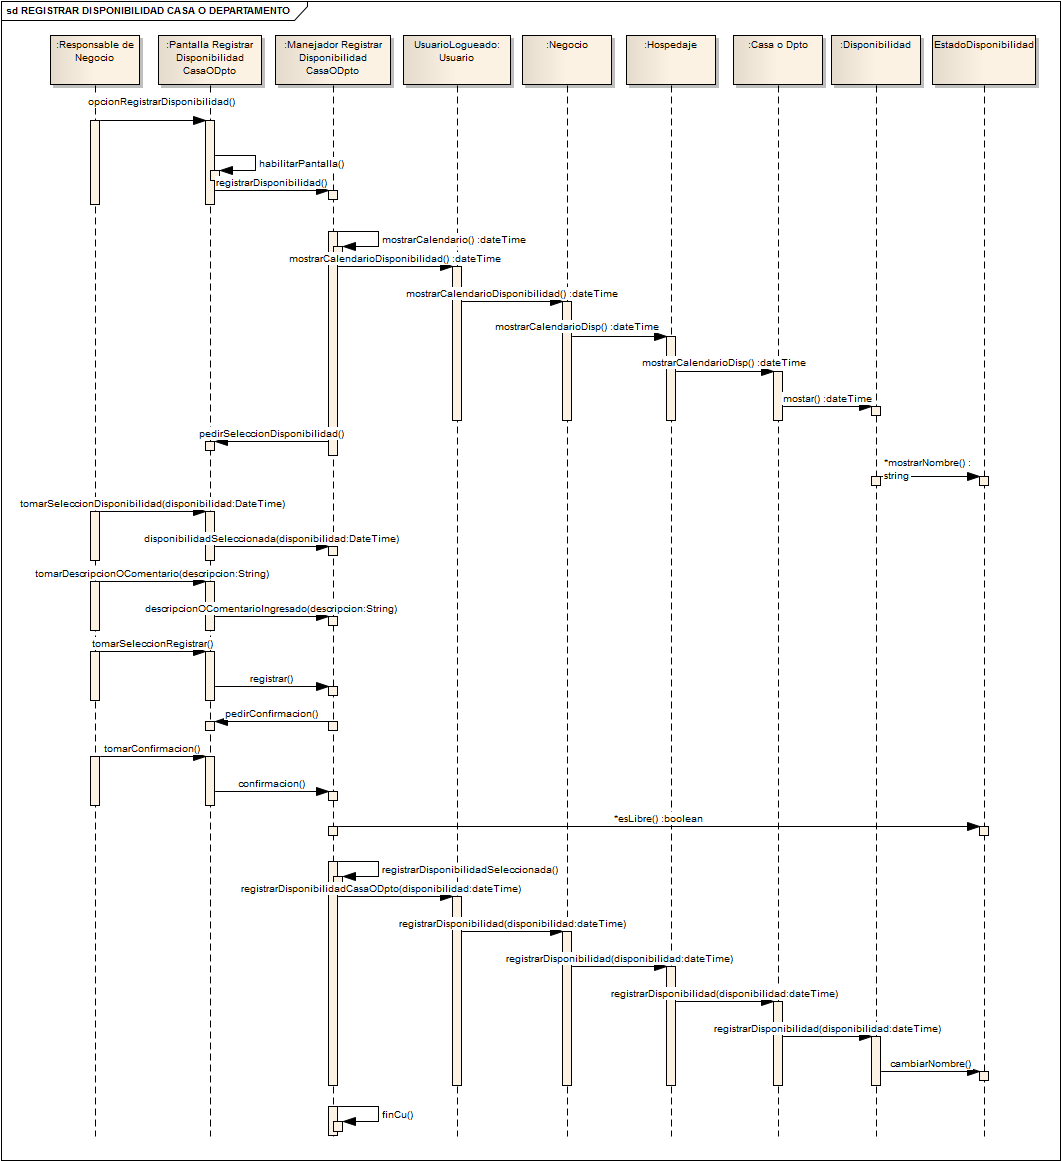 sd REGISTRAR DISPONIBILIDAD CASA O DEPARTAMENTO
:Responsable de
Negocio
:Pantalla Registrar
Disponibilidad
CasaODpto
:Manejador Registrar
Disponibilidad
CasaODpto
UsuarioLogueado:
Usuario
:Negocio
:Hospedaje
:Casa o Dpto
:Disponibilidad
EstadoDisponibilidad
opcionRegistrarDisponibilidad()
habilitarPantalla()
registrarDisponibilidad()
mostrarCalendario() :dateTime
mostrarCalendarioDisponibilidad() :dateTime
mostrarCalendarioDisponibilidad() :dateTime
mostrarCalendarioDisp() :dateTime
mostrarCalendarioDisp() :dateTime
mostar() :dateTime
pedirSeleccionDisponibilidad()
*mostrarNombre() :
string
tomarSeleccionDisponibilidad(disponibilidad:DateTime)
disponibilidadSeleccionada(disponibilidad:DateTime)
tomarDescripcionOComentario(descripcion:String)
descripcionOComentarioIngresado(descripcion:String)
tomarSeleccionRegistrar()
registrar()
pedirConfirmacion()
tomarConfirmacion()
confirmacion()
*esLibre() :boolean
registrarDisponibilidadSeleccionada()
registrarDisponibilidadCasaODpto(disponibilidad:dateTime)
registrarDisponibilidad(disponibilidad:dateTime)
registrarDisponibilidad(disponibilidad:dateTime)
registrarDisponibilidad(disponibilidad:dateTime)
registrarDisponibilidad(disponibilidad:dateTime)
cambiarNombre()
finCu()